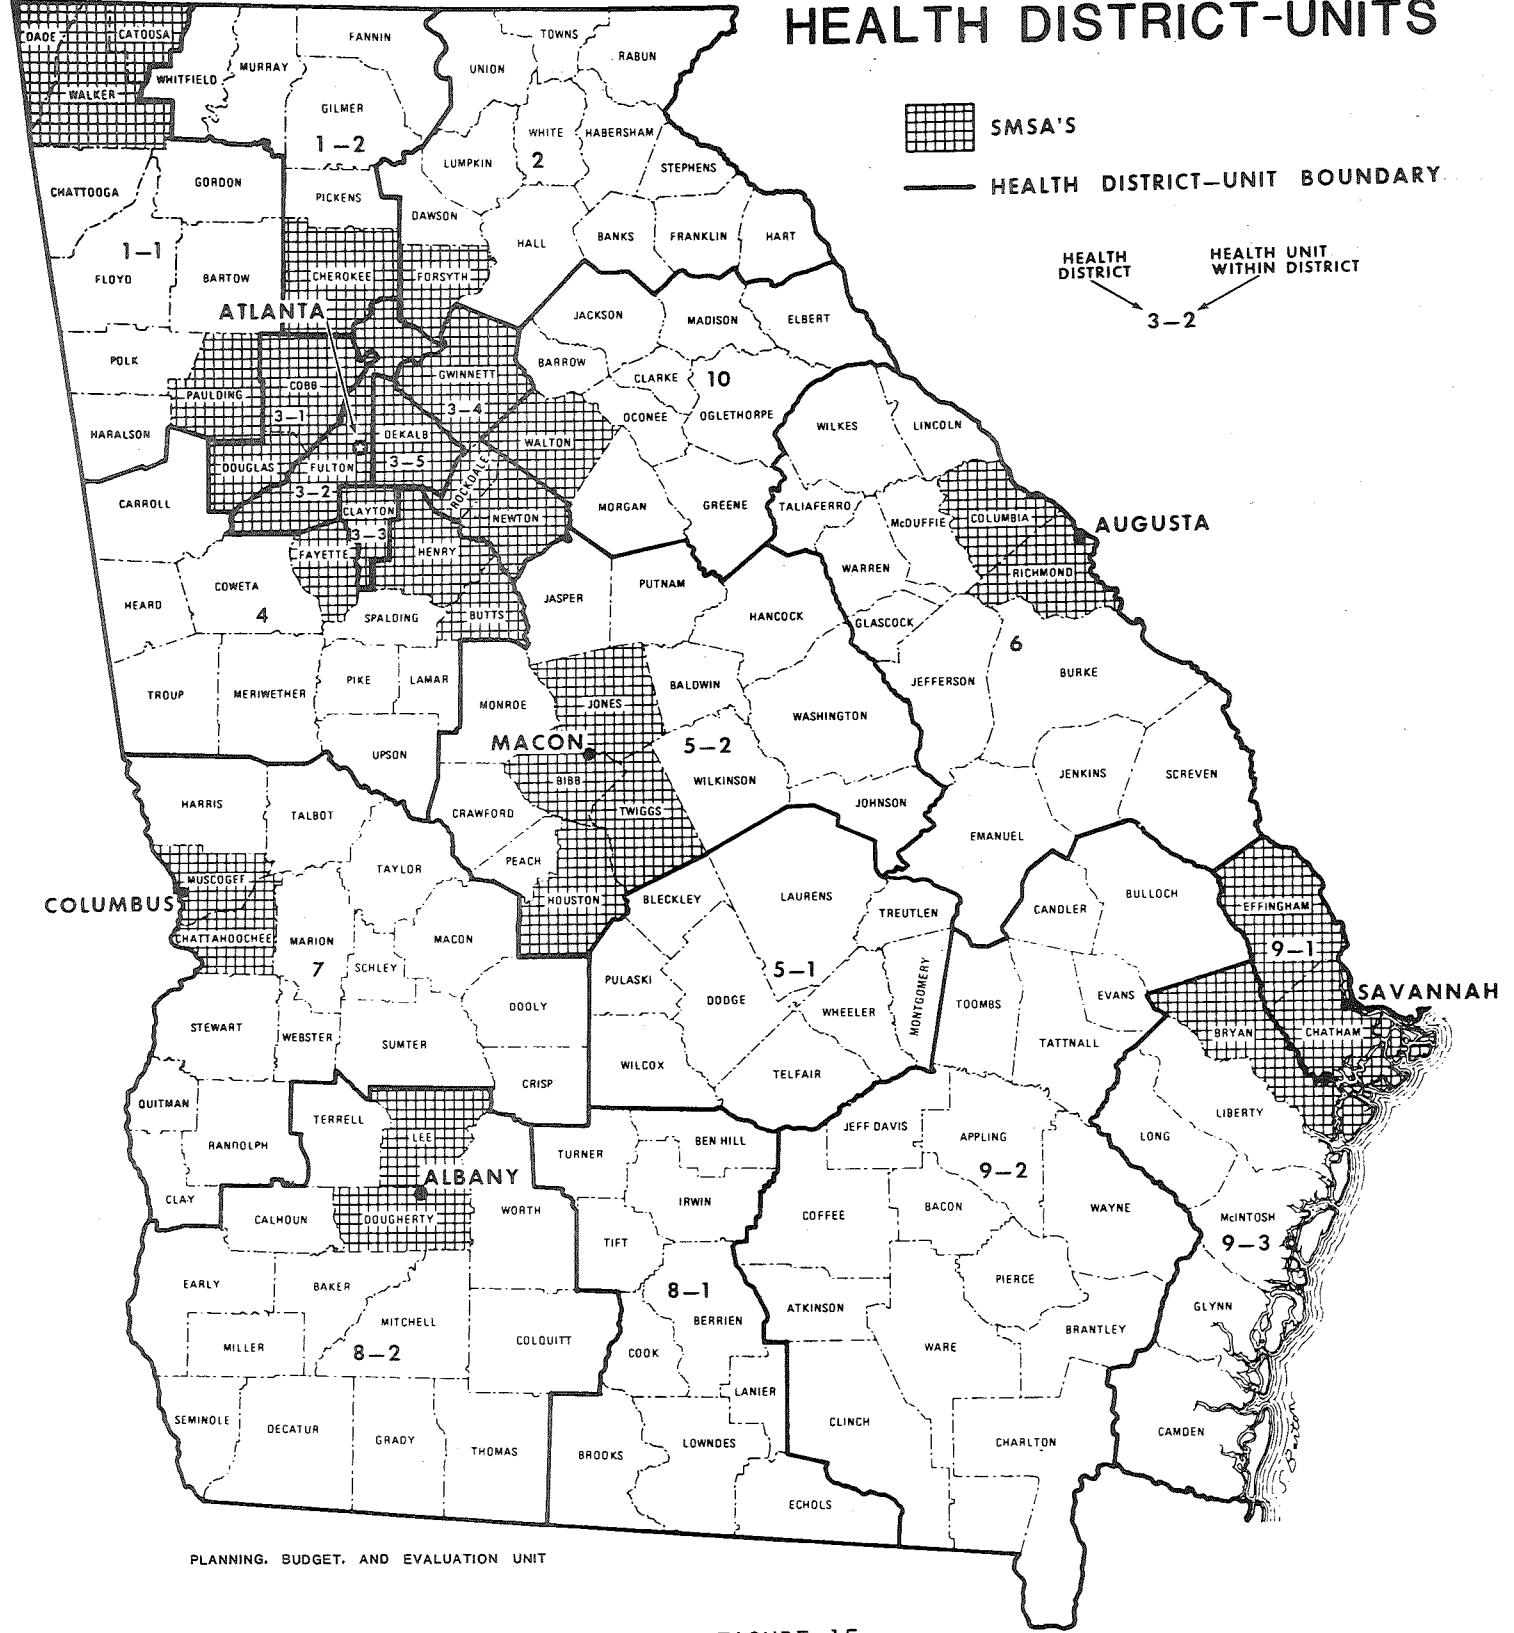 HEALTH DISTRICT-UNITS
SMSA'S
HEALTH DISTRICT-UNIT BOUNDARY
HEALTH DISTRICT
HEALTH UNIT WITHIN DISTRICT
3-2
DADE
CATOOSA
WALKER
WHITFIELD
MURRAY
FANNIN
GILMER
1-2
UNION
TOWNS
RABUN
WHITE
HABERSHAM
LUMPKIN
2
STEPHENS
CHATTOOGA
GORDON
PICKENS
DAWSON
HALL
BANKS
FRANKLIN
HART
1-1
FLOYD
BARTOW
CHEROKEE
FORSYTH
ATLANTA
JACKSON
MADISON
ELBERT
POLK
PAULDING
COBB
3-1
GWINNETT
3-4
BARROW
CLARKE
10
OCONEE
OGLETHORPE
HARALSON
DOUGLAS
FULTON
3-2
DEKALB
3-5
ROCKDALE
WALTON
WILKES
LINCOLN
CARROLL
CLAYTON
3-3
NEWTON
MORGAN
GREENE
TALIAFERRO
McDUFFIE
COLUMBIA
AUGUSTA
FAYETTE
HENRY
WARREN
RICHMOND
HEARD
COWETA
4
SPALDING
BUTTS
JASPER
PUTNAM
HANCOCK
GLASCOCK
6
TROUP
MERIWETHER
PIKE
LAMAR
MONROE
JONES
BALDWIN
WASHINGTON
JEFFERSON
BURKE
UPSON
MACON
BIBB
5-2
WILKINSON
JENKINS
SCREVEN
HARRIS
TALBOT
CRAWFORD
TWIGGS
JOHNSON
EMANUEL
PEACH
TAYLOR
MUSCOGEE
COLUMBUS
HOUSTON
BLECKLEY
LAURENS
TREUTLEN
CANDLER
BULLOCH
EFFINGHAM
CHATTAHOOCHEE
MARION
7
MACON
SCHLEY
5-1
9-1
PULASKI
DODGE
WHEELER
MONTGOMERY
TOOMBS
EVANS
SAVANNAH
STEWART
WEBSTER
SUMTER
DOOLY
TATTNALL
BRYAN
CHATHAM
CRISP
WILCOX
TELFAIR
QUITMAN
RANDOLPH
TERRELL
LEE
TURNER
BEN HILL
JEFF DAVIS
APPLING
9-2
LONG
LIBERTY
CLAY
CALHOUN
ALBANY
DOUGHERTY
WORTH
IRWIN
TIFT
COFFEE
BACON
WAYNE
McINTOSH
9-3
EARLY
BAKER
MITCHELL
8-1
BERRIEN
ATKINSON
PIERCE
GLYNN
MILLER
8-2
COLQUITT
COOK
WARE
BRANTLEY
SEMINOLE
DECATUR
GRADY
THOMAS
BROOKS
LOWNDES
LANIER
CLINCH
CHARLTON
CAMDEN
ECHOLS
PLANNING, BUDGET, AND EVALUATION UNIT